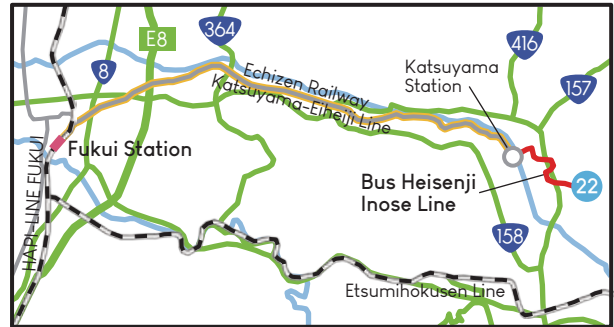 364
E8
8
416
157
Katsuyama
Station
Echizen Railway
Katsuyama-Eiheiji Line
HAPI-LINE FUKUI
Fukui Station
Bus Heisenji
Inose Line
22
158
Etsumihokusen Line